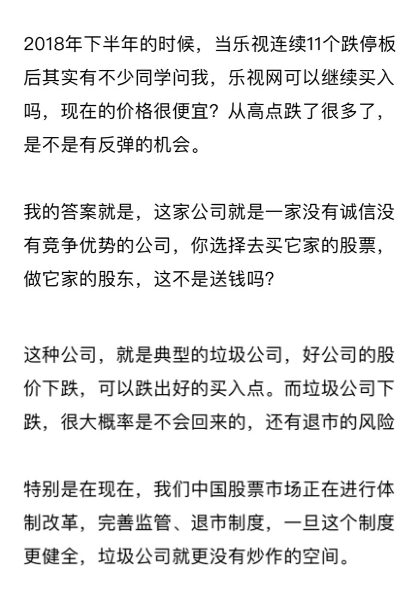 2018年下半年的时候，当乐视连续11个跌停板
后其实有不少同学问我，乐视网可以继续买入
吗，现在的价格很便宜？从高点跌了很多了，
是不是有反弹的机会。
我的答案就是，这家公司就是一家没有诚信没
有竞争优势的公司，你选择去买它家的股票，
做它家的股东，这不是送钱吗？
这种公司，就是典型的垃圾公司，好公司的股
价下跌，可以跌出好的买入点。而垃圾公司下
跌，很大概率是不会回来的，还有退市的风险
特别是在现在，我们中国股票市场正在进行体
制改革，完善监管、退市制度，一旦这个制度
更健全，垃圾公司就更没有炒作的空间。